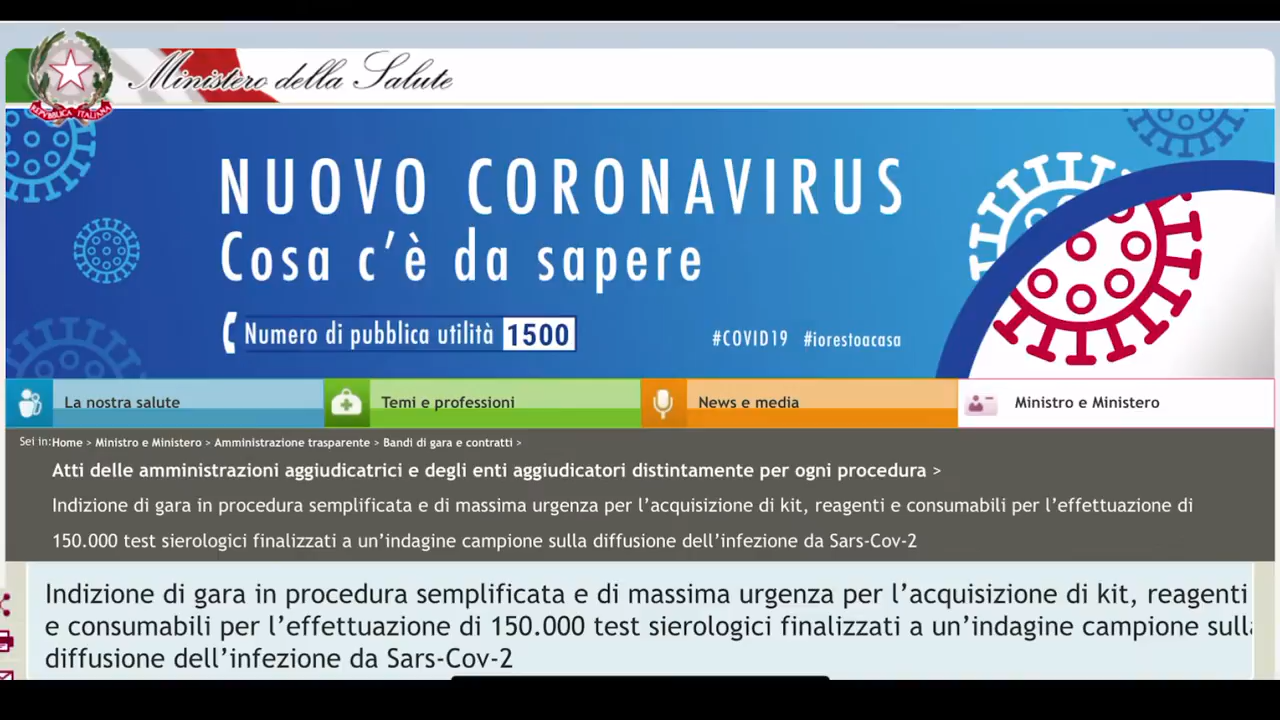 REPVBBLICA ITALIANA
Ministero della Salute
NUOVO CORONAVIRUS
Cosa c'è da sapere
Numero di pubblica utilità 1500
#COVID19 #iorestoacasa
La nostra salute
Temi e professioni
News e media
Ministro e Ministero
Sei in:Home > Ministro e Ministero > Amministrazione trasparente > Bandi di gara e contratti >
Atti delle amministrazioni aggiudicatrici e degli enti aggiudicatori distintamente per ogni procedura >
Indizione di gara in procedura semplificata e di massima urgenza per l'acquisizione di kit, reagenti e consumabili per l'effettuazione di
150.000 test sierologici finalizzati a un'indagine campione sulla diffusione dell'infezione da Sars-Cov-2
Indizione di gara in procedura semplificata e di massima urgenza per l'acquisizione di kit, reagenti
e consumabili per l'effettuazione di 150.000 test sierologici finalizzati a un'indagine campione sulla
diffusione dell'infezione da Sars-Cov-2